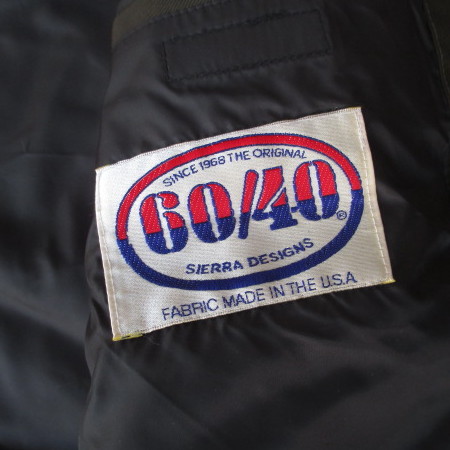 SINCE 1968 THE ORIGINAL
60/40®
SIERRA DESIGNS
FABRIC MADE IN THE U.S.A